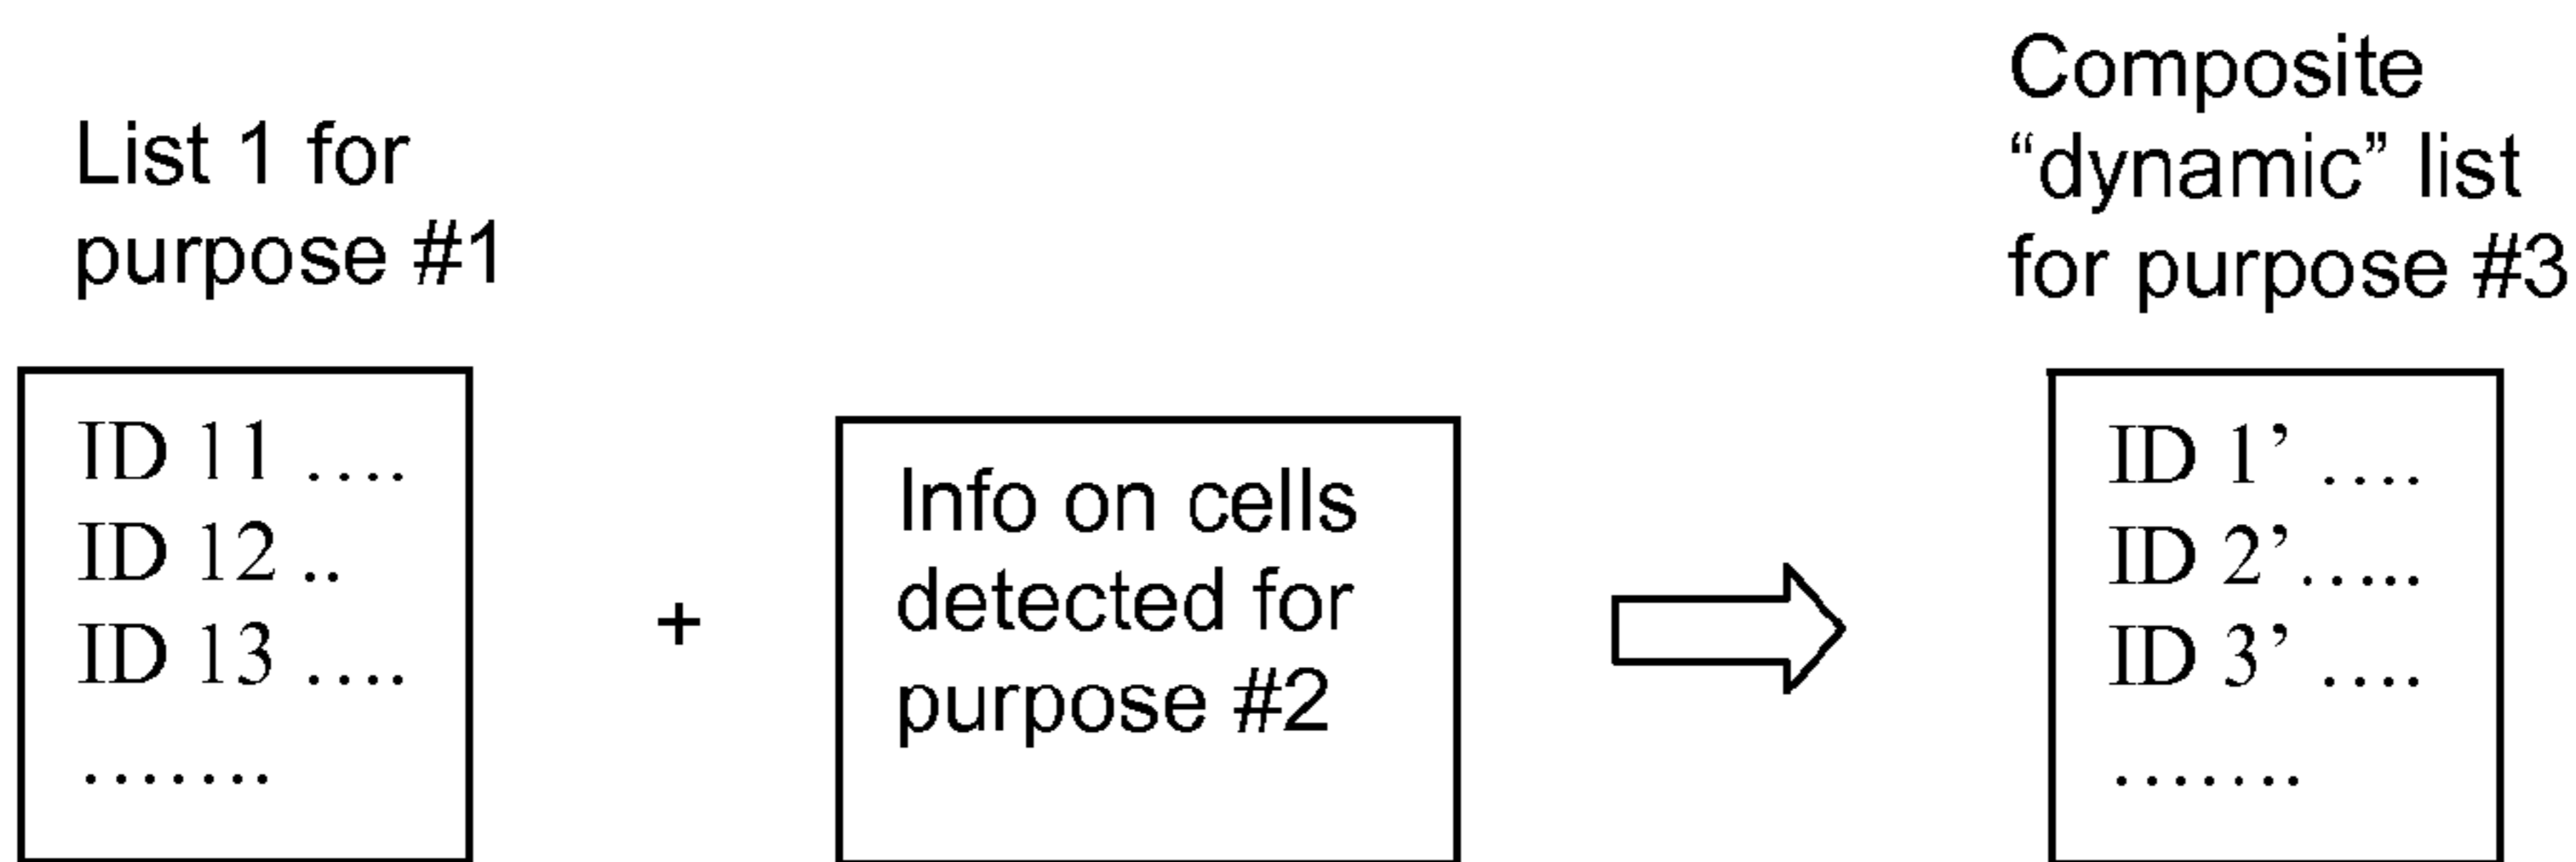 List 1 for
purpose #1
ID 11 ....
ID 12 ..
ID 13 ....
.......
+
Info on cells
detected for
purpose #2
Composite
“dynamic” list
for purpose #3
ID 1’ ....
ID 2’.....
ID 3’ ....
.......